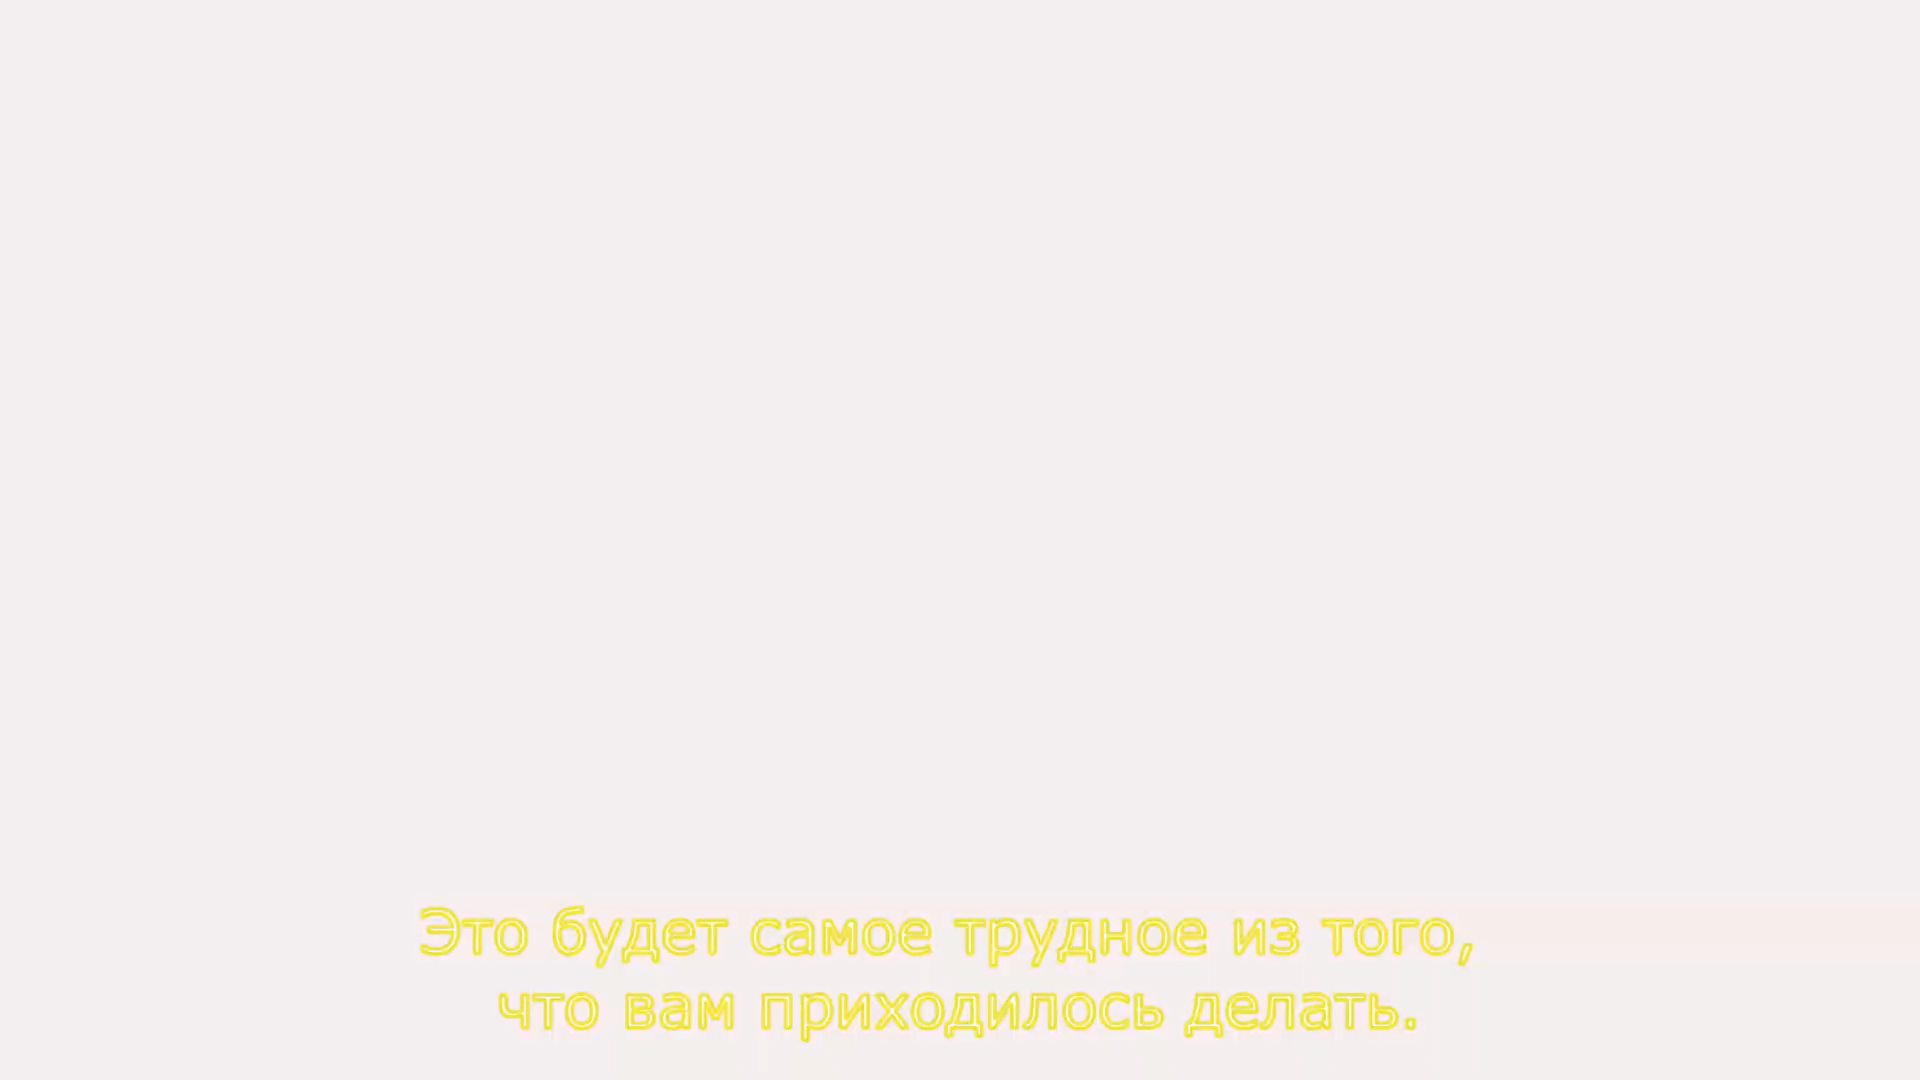 Это будет самое трудное из того,
что вам приходилось делать.